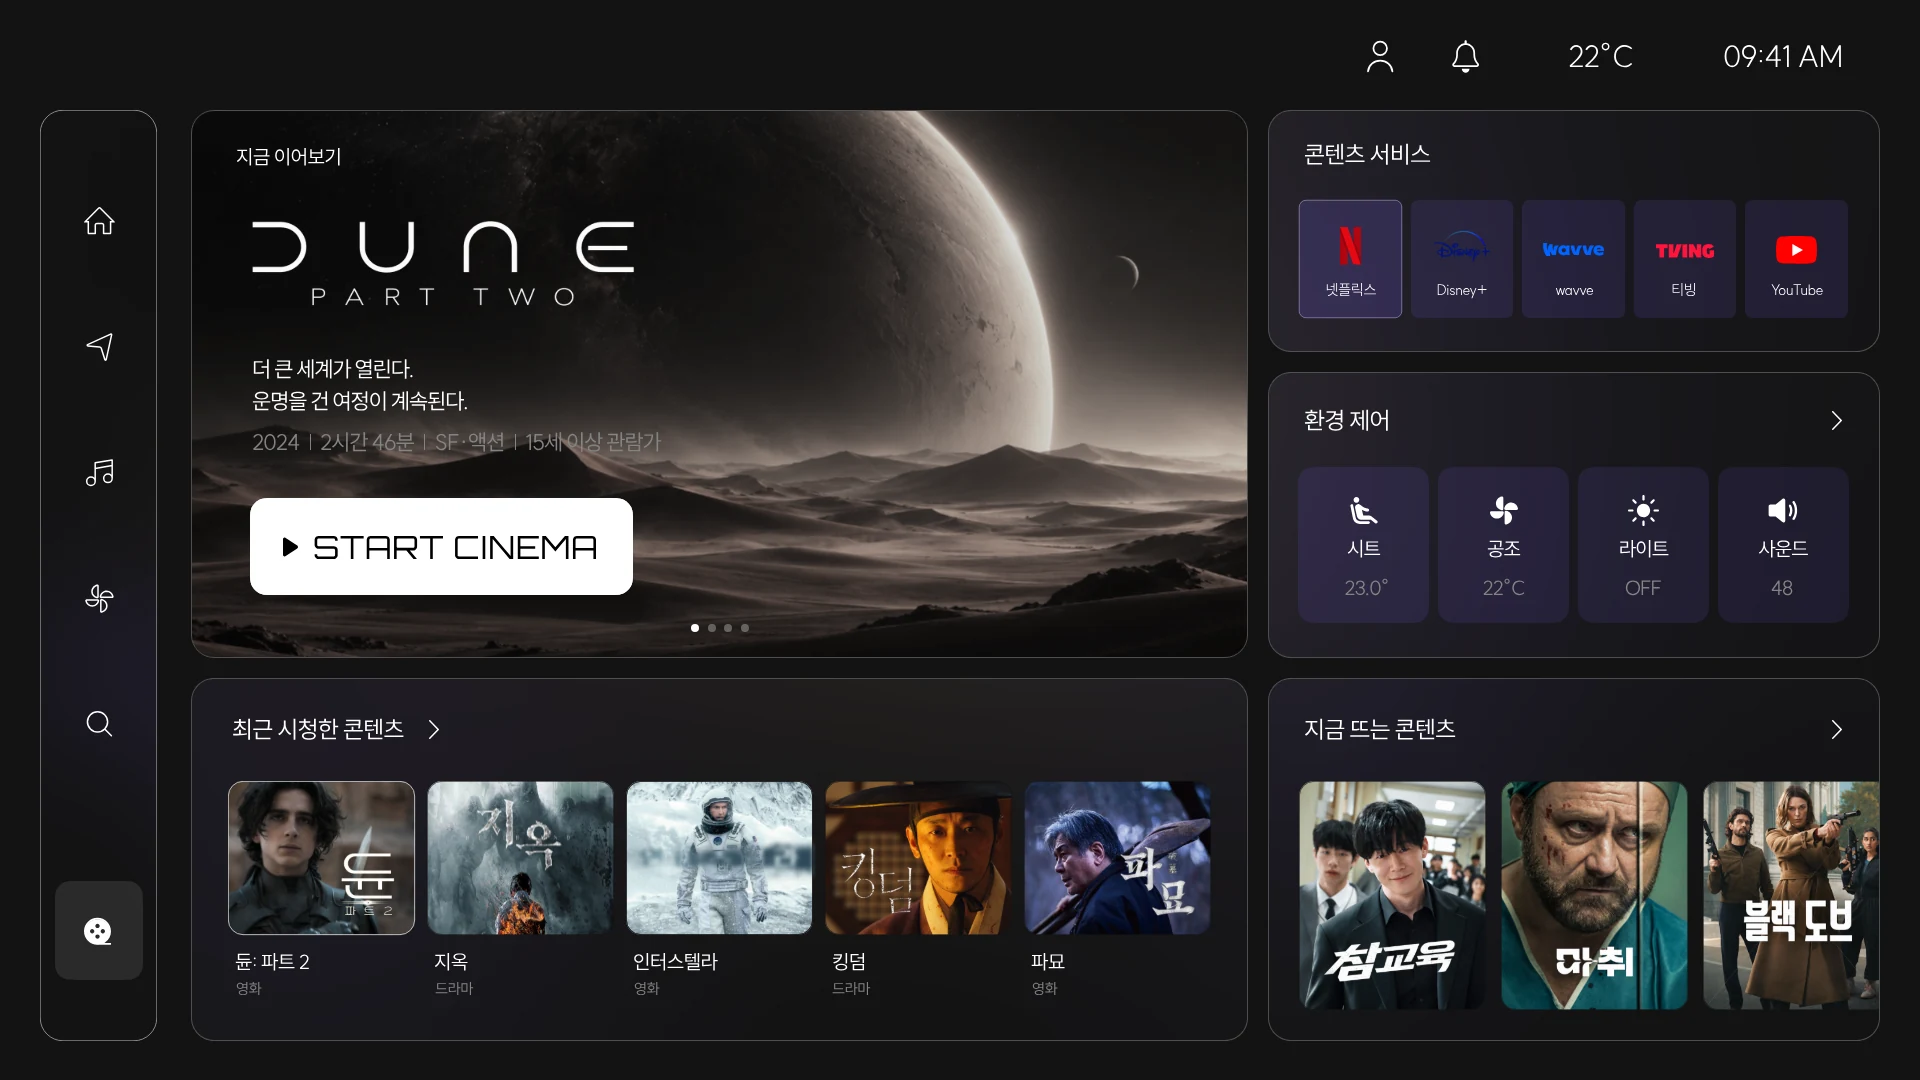 22°C
09:41 AM
지금 이어보기
DUNE
PART TWO
더 큰 세계가 열린다.
운명을 건 여정이 계속된다.
2024 | 2시간 46분 | SF·액션 | 15세 이상 관람가
START CINEMA
콘텐츠 서비스
N
Disney+
wavve
TVING
넷플릭스
Disney+
wavve
티빙
YouTube
환경 제어
시트
공조
라이트
사운드
23.0°
22°C
OFF
48
최근 시청한 콘텐츠
듄
파트 2
지옥
킹덤
파묘
듄: 파트 2
지옥
인터스텔라
킹덤
파묘
영화
드라마
영화
드라마
영화
지금 뜨는 콘텐츠
참교육
마취
블랙 도브